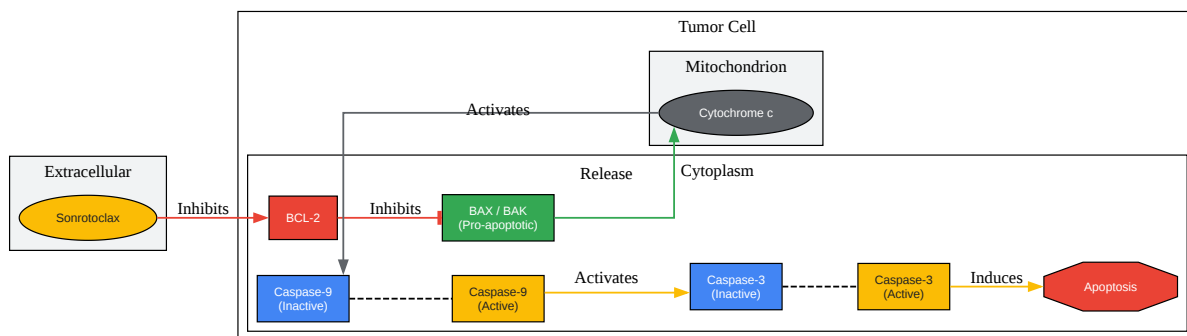 Tumor Cell
Mitochondrion
Activates
Cytochrome c
Extracellular
Release
Cytoplasm
Sonrotoclax
Inhibits
BCL-2
Inhibits
BAX / BAK
(Pro-apoptotic)
Caspase-9
(Inactive)
Caspase-9
(Active)
Activates
Caspase-3
(Inactive)
Caspase-3
(Active)
Induces
Apoptosis